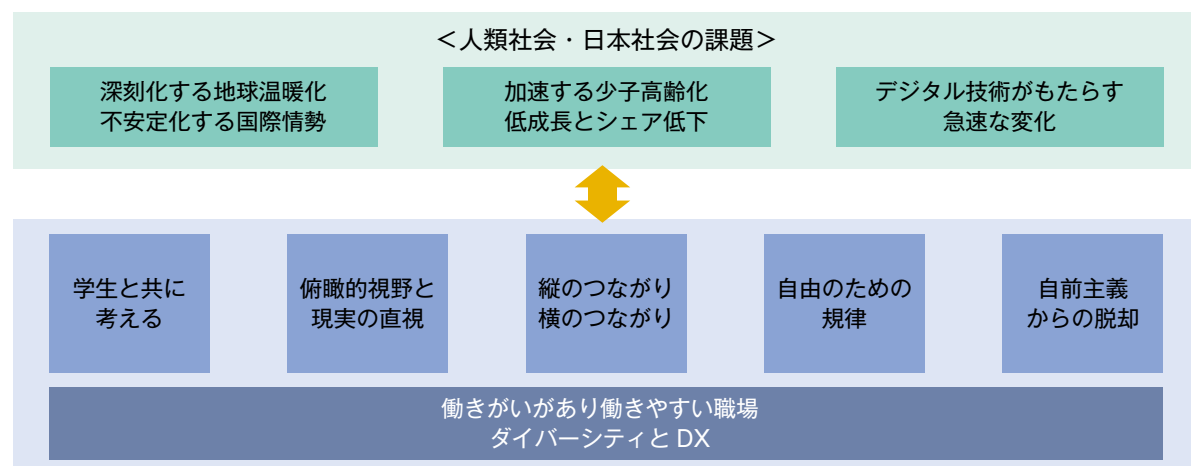 ＜人類社会・日本社会の課題＞
深刻化する地球温暖化
不安定化する国際情勢
加速する少子高齢化
低成長とシェア低下
デジタル技術がもたらす
急速な変化
学生と共に
考える
俯瞰的視野と
現実の直視
縦のつながり
横のつながり
自由のための
規律
自前主義
からの脱却
働きがいがあり働きやすい職場
ダイバーシティと DX